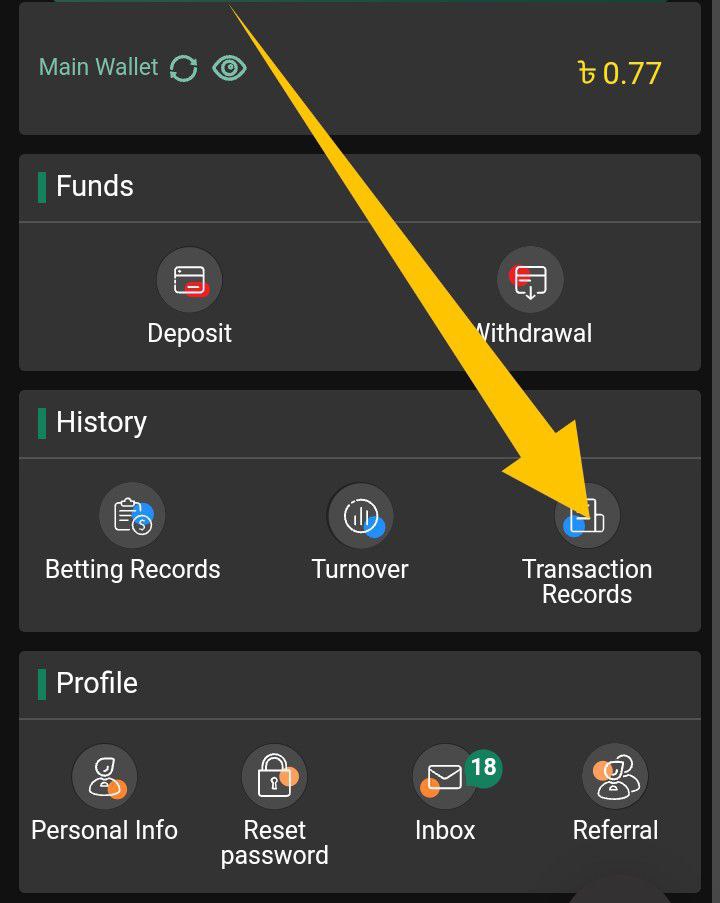 Main Wallet
৳ 0.77
Funds
Deposit
Withdrawal
History
Betting Records
Turnover
Transaction
Records
Profile
18
Personal Info
Reset
password
Inbox
Referral